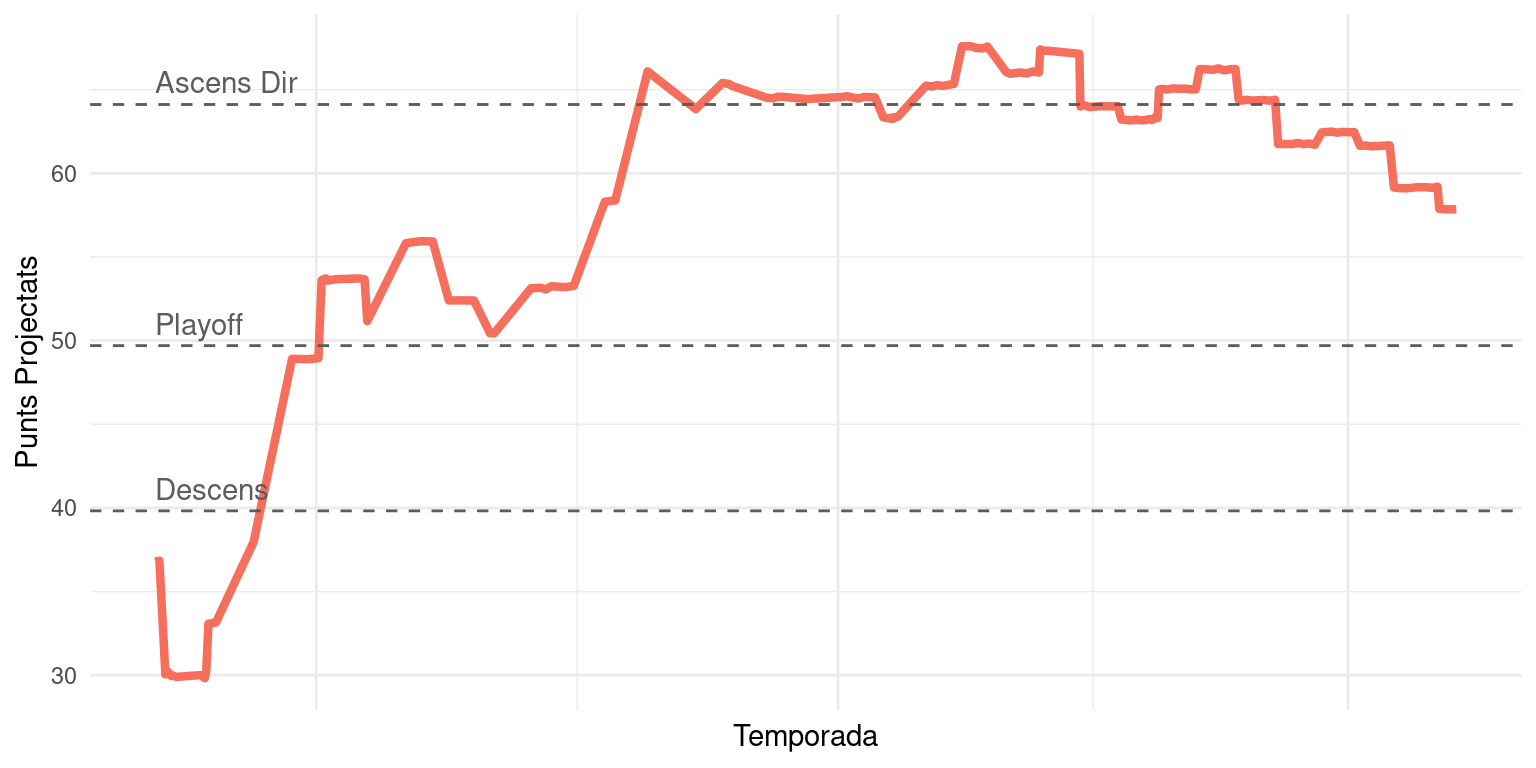 Ascens Dir
60
Playoff
50
Descens
40
30
Punts Projectats
Temporada